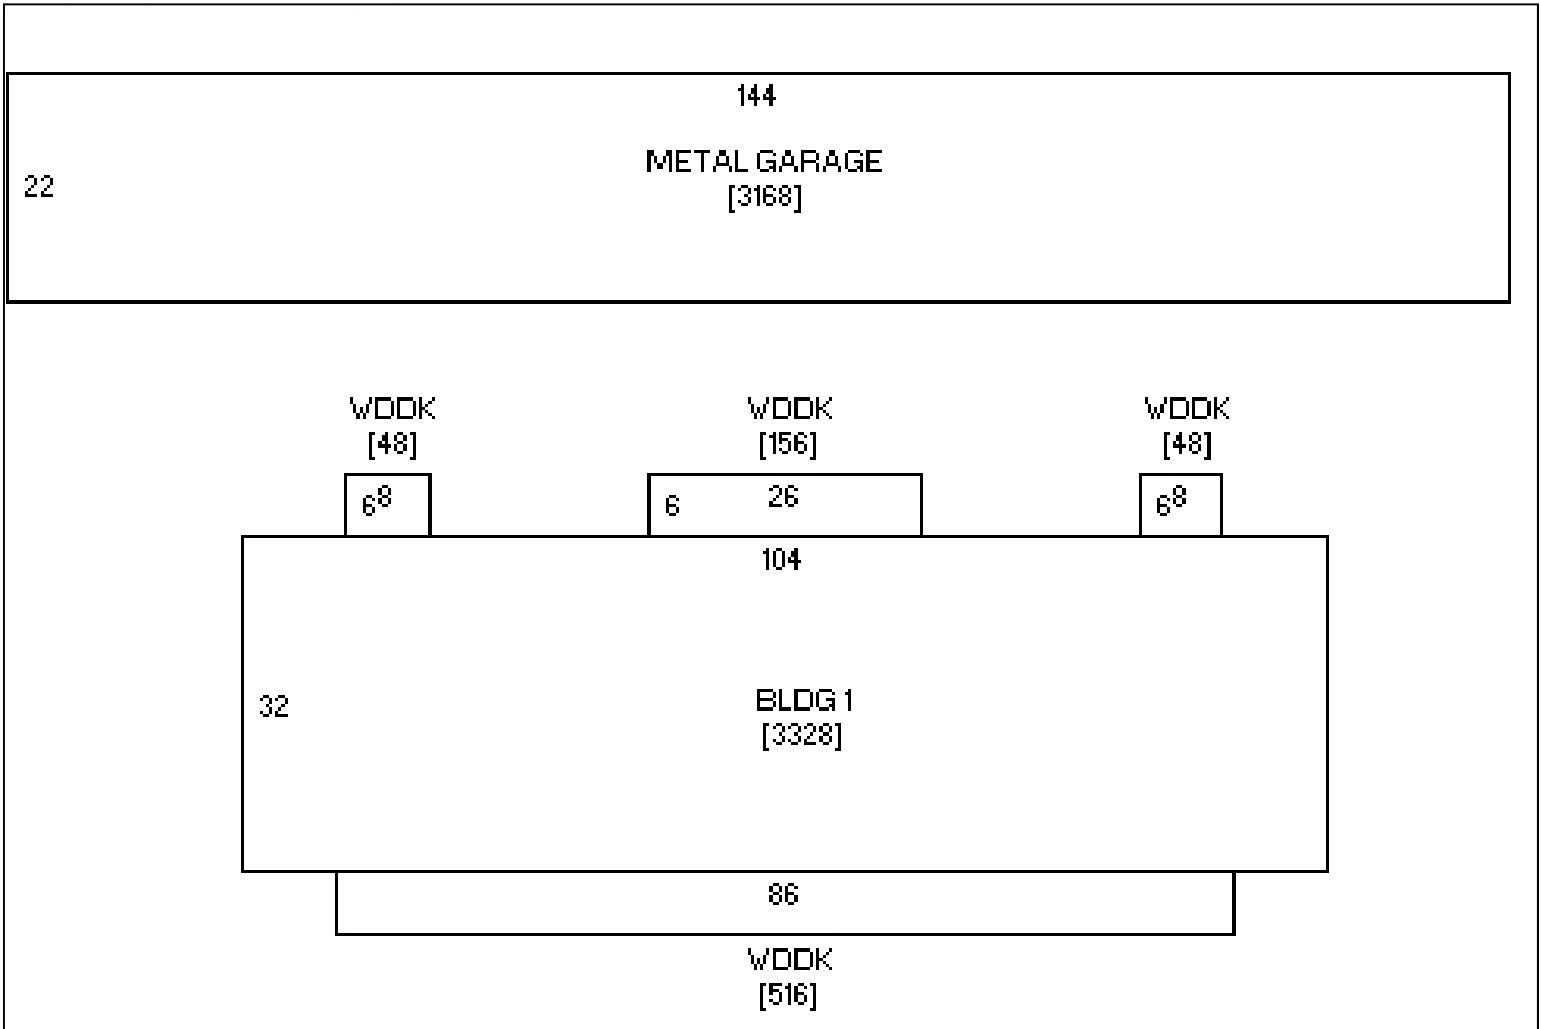 144
METAL GARAGE
22
[3168]
WDDK WDDK WDDK
[48] [156] [48]
6 8 6 26 6 8
104
BLDG 1
32
[3328]
86
WDDK
[516]